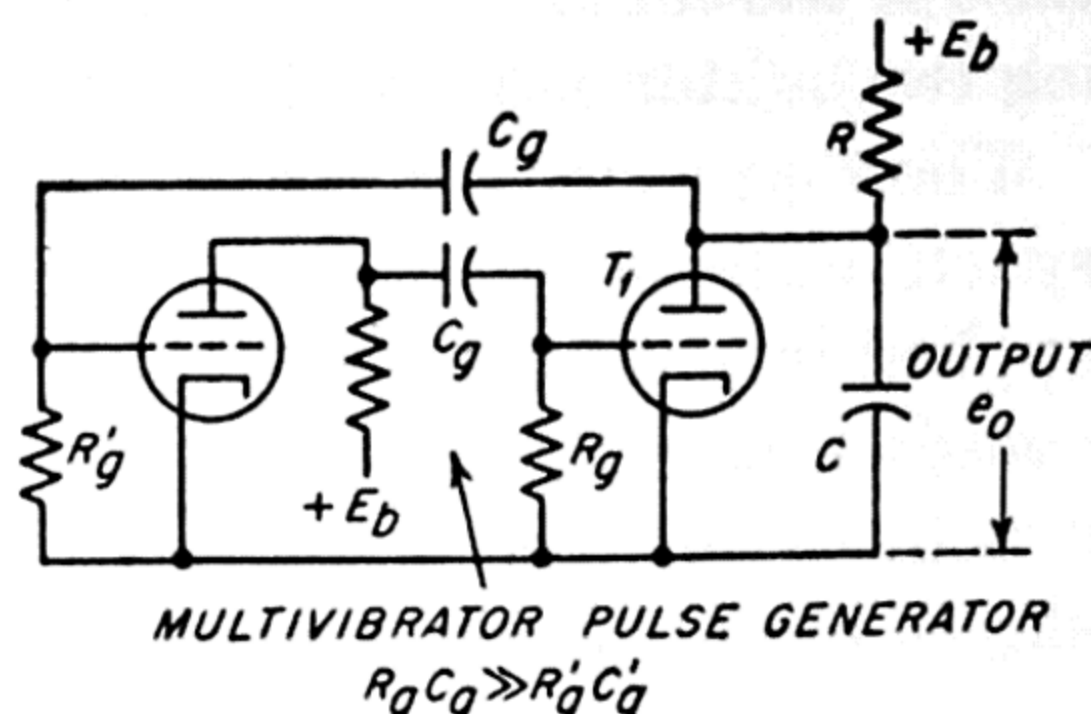 +Eb
R
Cg
T1
Cg
OUTPUT
eo
C
R'g
Rg
+Eb
MULTIVIBRATOR PULSE GENERATOR
RgCg≫R'gC'g